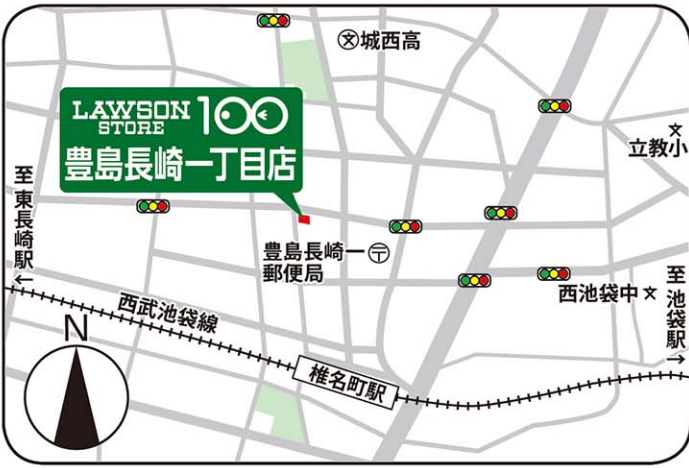 城西高
LAWSON 100
STORE
豊島長崎一丁目店
立教小
至東長崎駅←
豊島長崎一
郵便局
西池袋中
至池袋駅→
西武池袋線
N
椎名町駅